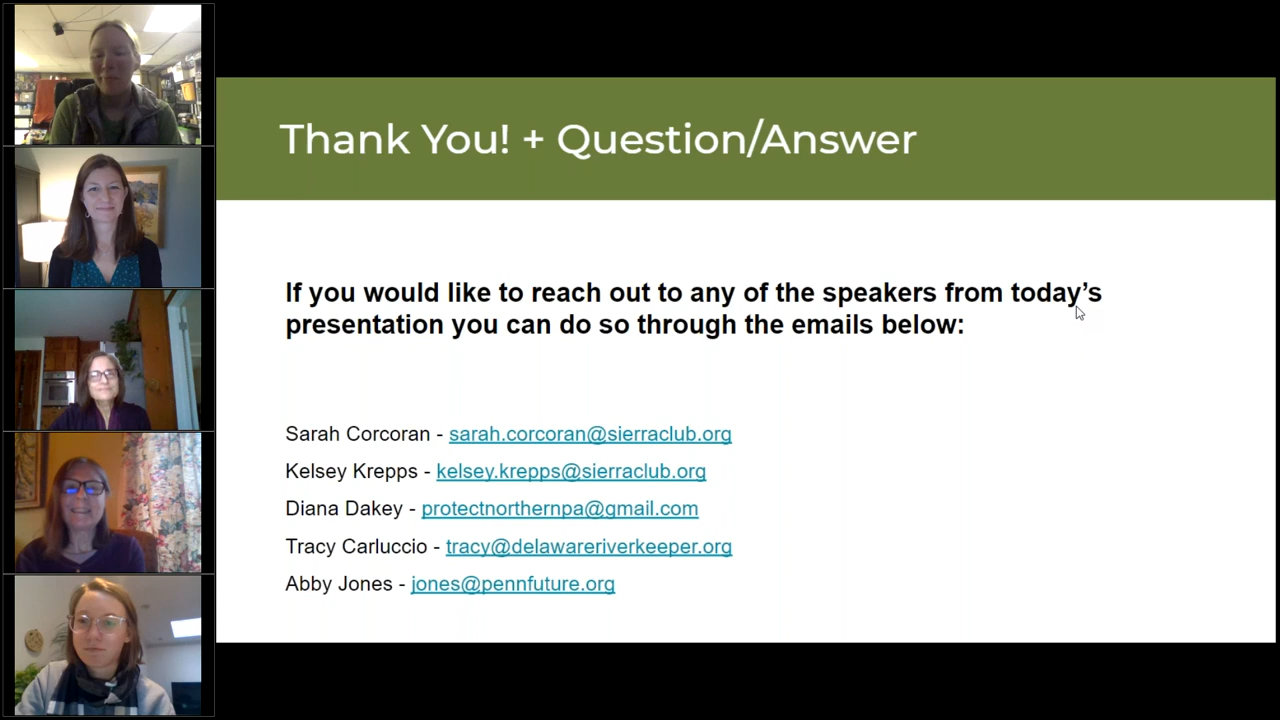 Thank You! + Question/Answer
If you would like to reach out to any of the speakers from today’s
presentation you can do so through the emails below:
Sarah Corcoran - sarah.corcoran@sierraclub.org
Kelsey Krepps - kelsey.krepps@sierraclub.org
Diana Dakey - protectnorthernpa@gmail.com
Tracy Carluccio - tracy@delawareriverkeeper.org
Abby Jones - jones@pennfuture.org